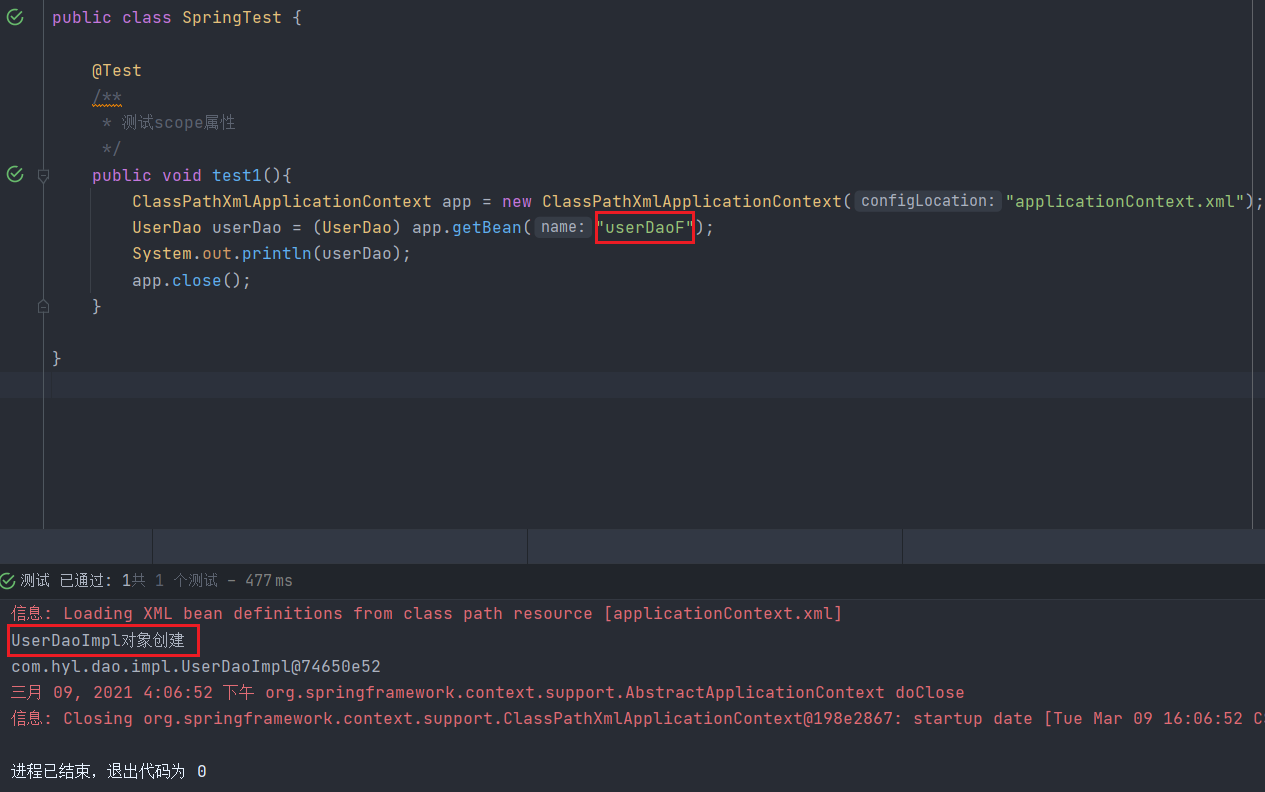 public class SpringTest {
@Test
/**
* 测试scope属性
*/
public void test1(){
ClassPathXmlApplicationContext app = new ClassPathXmlApplicationContext( configLocation: "applicationContext.xml");
UserDao userDao = (UserDao) app.getBean( name: "userDaoF");
System.out.println(userDao);
app.close();
}
}
测试 已通过: 1共 1 个测试 – 477ms
信息: Loading XML bean definitions from class path resource [applicationContext.xml]
UserDaoImpl对象创建
com.hyl.dao.impl.UserDaoImpl@74650e52
三月 09, 2021 4:06:52 下午 org.springframework.context.support.AbstractApplicationContext doClose
信息: Closing org.springframework.context.support.ClassPathXmlApplicationContext@198e2867: startup date [Tue Mar 09 16:06:52 C
进程已结束，退出代码为 0